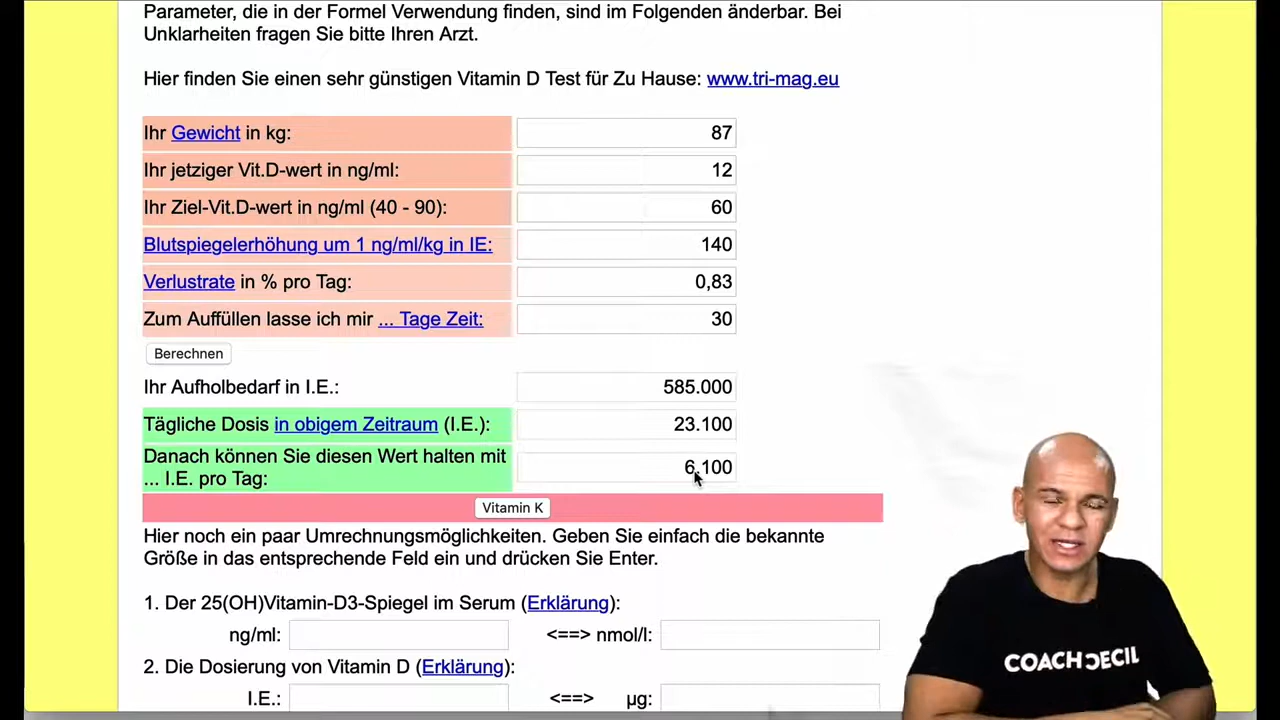 Parameter, die in der Formel Verwendung finden, sind im Folgenden änderbar. Bei
Unklarheiten fragen Sie bitte Ihren Arzt.
Hier finden Sie einen sehr günstigen Vitamin D Test für Zu Hause: www.tri-mag.eu
Ihr Gewicht in kg: 87
Ihr jetziger Vit.D-wert in ng/ml: 12
Ihr Ziel-Vit.D-wert in ng/ml (40 - 90): 60
Blutspiegelerhöhung um 1 ng/ml/kg in IE: 140
Verlustrate in % pro Tag: 0,83
Zum Auffüllen lasse ich mir ... Tage Zeit: 30
Berechnen
Ihr Aufholbedarf in I.E.: 585.000
Tägliche Dosis in obigem Zeitraum (I.E.): 23.100
Danach können Sie diesen Wert halten mit
... I.E. pro Tag: 6.100
Vitamin K
Hier noch ein paar Umrechnungsmöglichkeiten. Geben Sie einfach die bekannte
Größe in das entsprechende Feld ein und drücken Sie Enter.
1. Der 25(OH)Vitamin-D3-Spiegel im Serum (Erklärung):
ng/ml: <==> nmol/l:
2. Die Dosierung von Vitamin D (Erklärung):
I.E.: <==> µg:
COACH CECIL